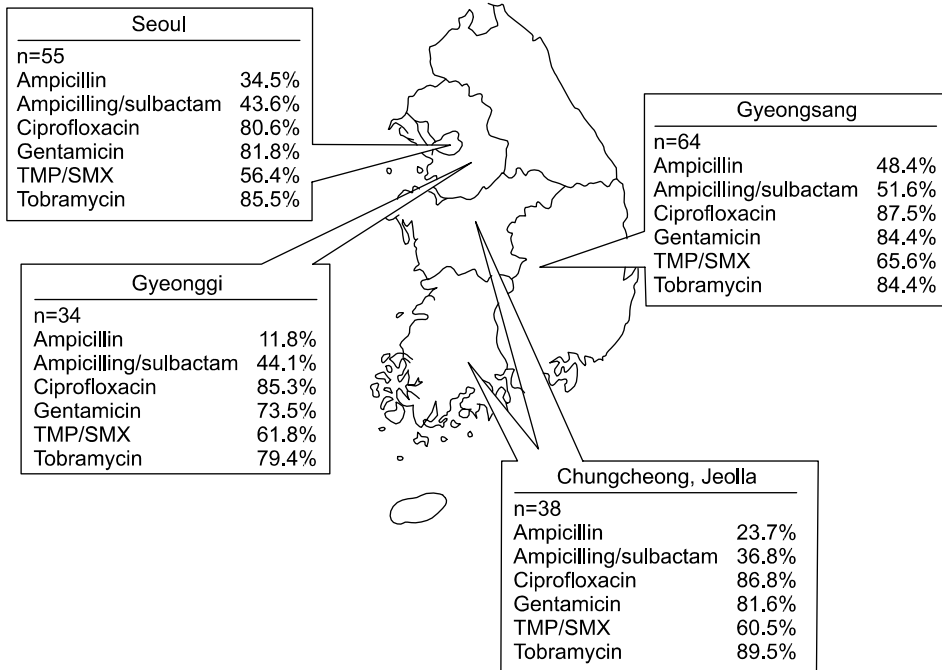 Seoul
n=55
Ampicillin 34.5%
Ampicilling/sulbactam 43.6%
Ciprofloxacin 80.6%
Gentamicin 81.8%
TMP/SMX 56.4%
Tobramycin 85.5%
Gyeongsang
n=64
Ampicillin 48.4%
Ampicilling/sulbactam 51.6%
Ciprofloxacin 87.5%
Gentamicin 84.4%
TMP/SMX 65.6%
Tobramycin 84.4%
Gyeonggi
n=34
Ampicillin 11.8%
Ampicilling/sulbactam 44.1%
Ciprofloxacin 85.3%
Gentamicin 73.5%
TMP/SMX 61.8%
Tobramycin 79.4%
Chungcheong, Jeolla
n=38
Ampicillin 23.7%
Ampicilling/sulbactam 36.8%
Ciprofloxacin 86.8%
Gentamicin 81.6%
TMP/SMX 60.5%
Tobramycin 89.5%